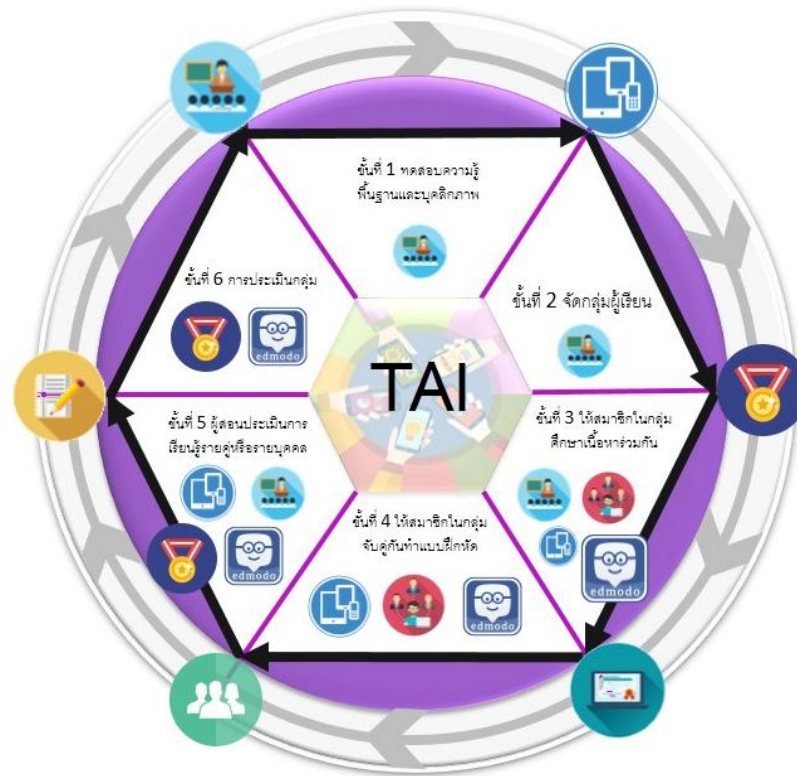 ขั้นที่ 1 ทดสอบความรู้
พื้นฐานและบุคลิกภาพ
ขั้นที่ 2 จัดกลุ่มผู้เรียน
ขั้นที่ 3 ให้สมาชิกในกลุ่ม
ศึกษาเนื้อหาร่วมกัน
edmodo
ขั้นที่ 4 ให้สมาชิกในกลุ่ม
จับคู่กันทำแบบฝึกหัด
edmodo
ขั้นที่ 5 ผู้สอนประเมินการ
เรียนรู้รายคู่หรือรายบุคคล
edmodo
ขั้นที่ 6 การประเมินกลุ่ม
edmodo
TAI